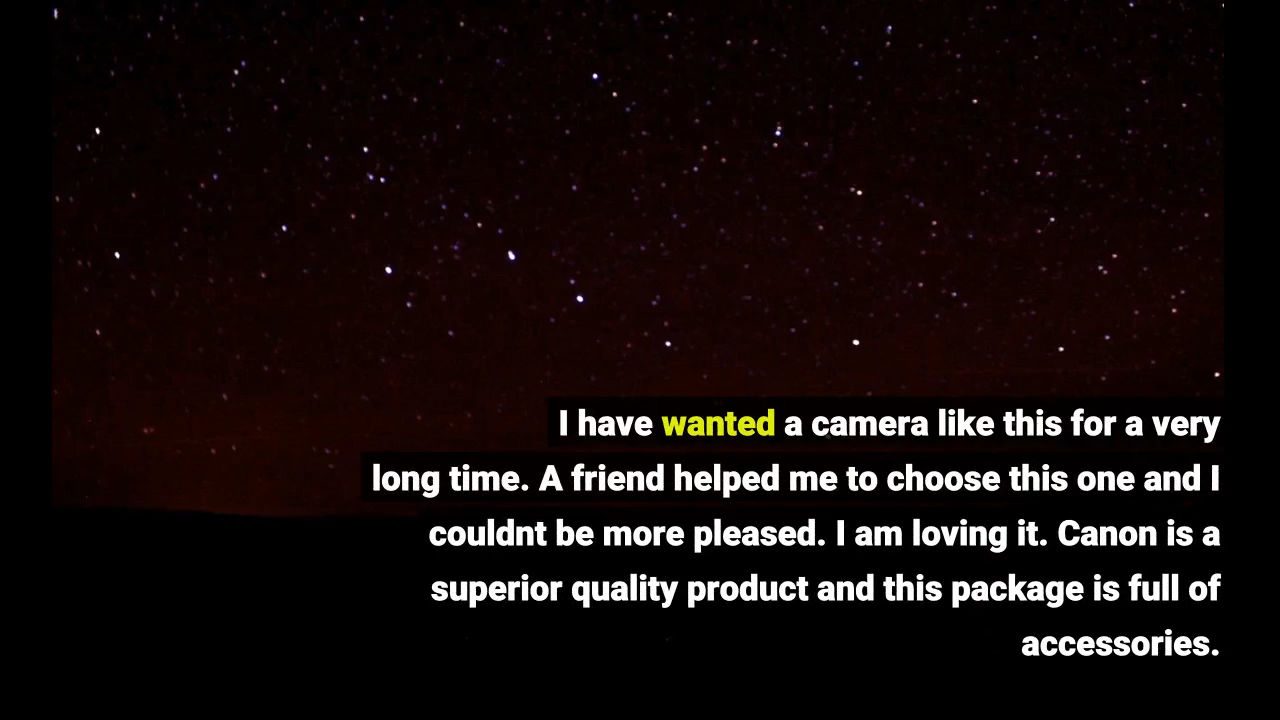 I have wanted a camera like this for a very
long time. A friend helped me to choose this one and I
couldnt be more pleased. I am loving it. Canon is a
superior quality product and this package is full of
accessories.